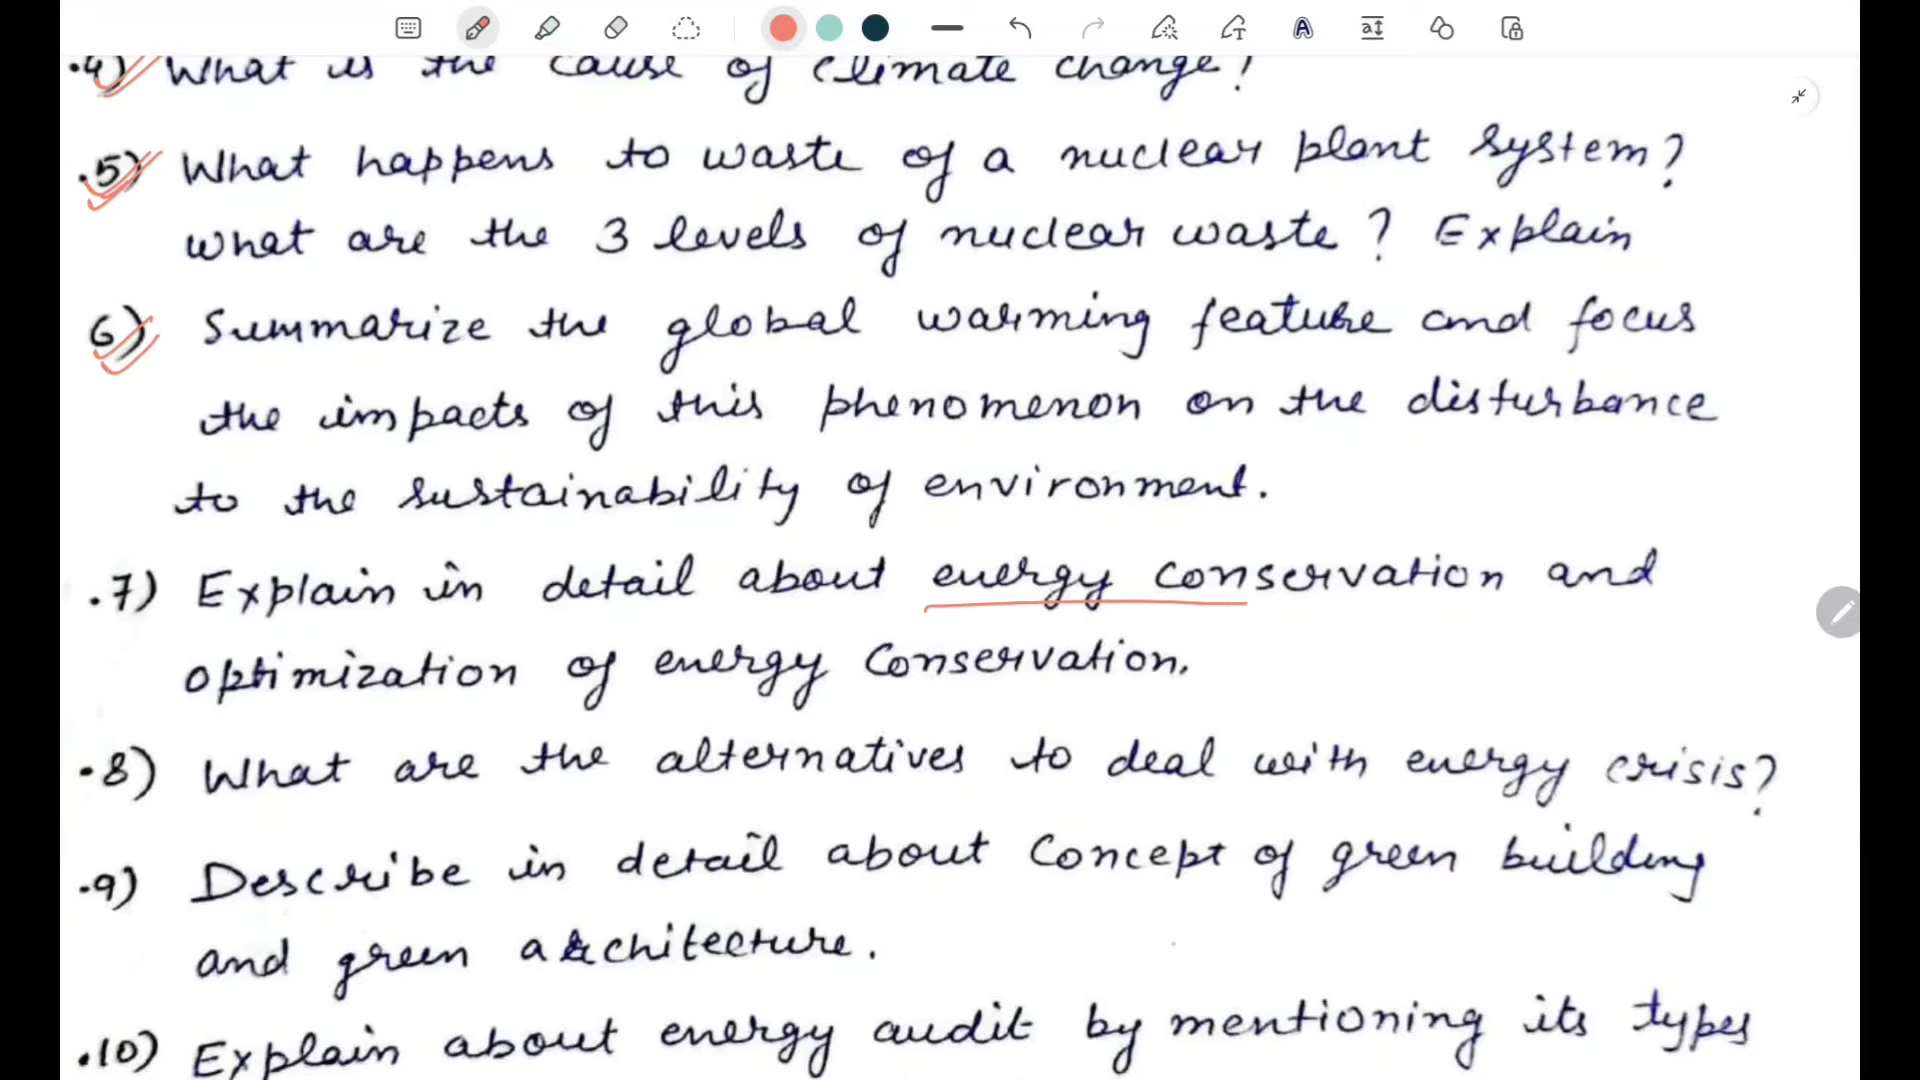 .4) What is the cause of climate change?
.5) What happens to waste of a nuclear plant system?
what are the 3 levels of nuclear waste? Explain
6) Summarize the global warming feature and focus
the impacts of this phenomenon on the disturbance
to the sustainability of environment.
.7) Explain in detail about energy conservation and
optimization of energy conservation.
.8) What are the alternatives to deal with energy crisis?
.9) Describe in detail about concept of green building
and green architecture.
.10) Explain about energy audit by mentioning its types